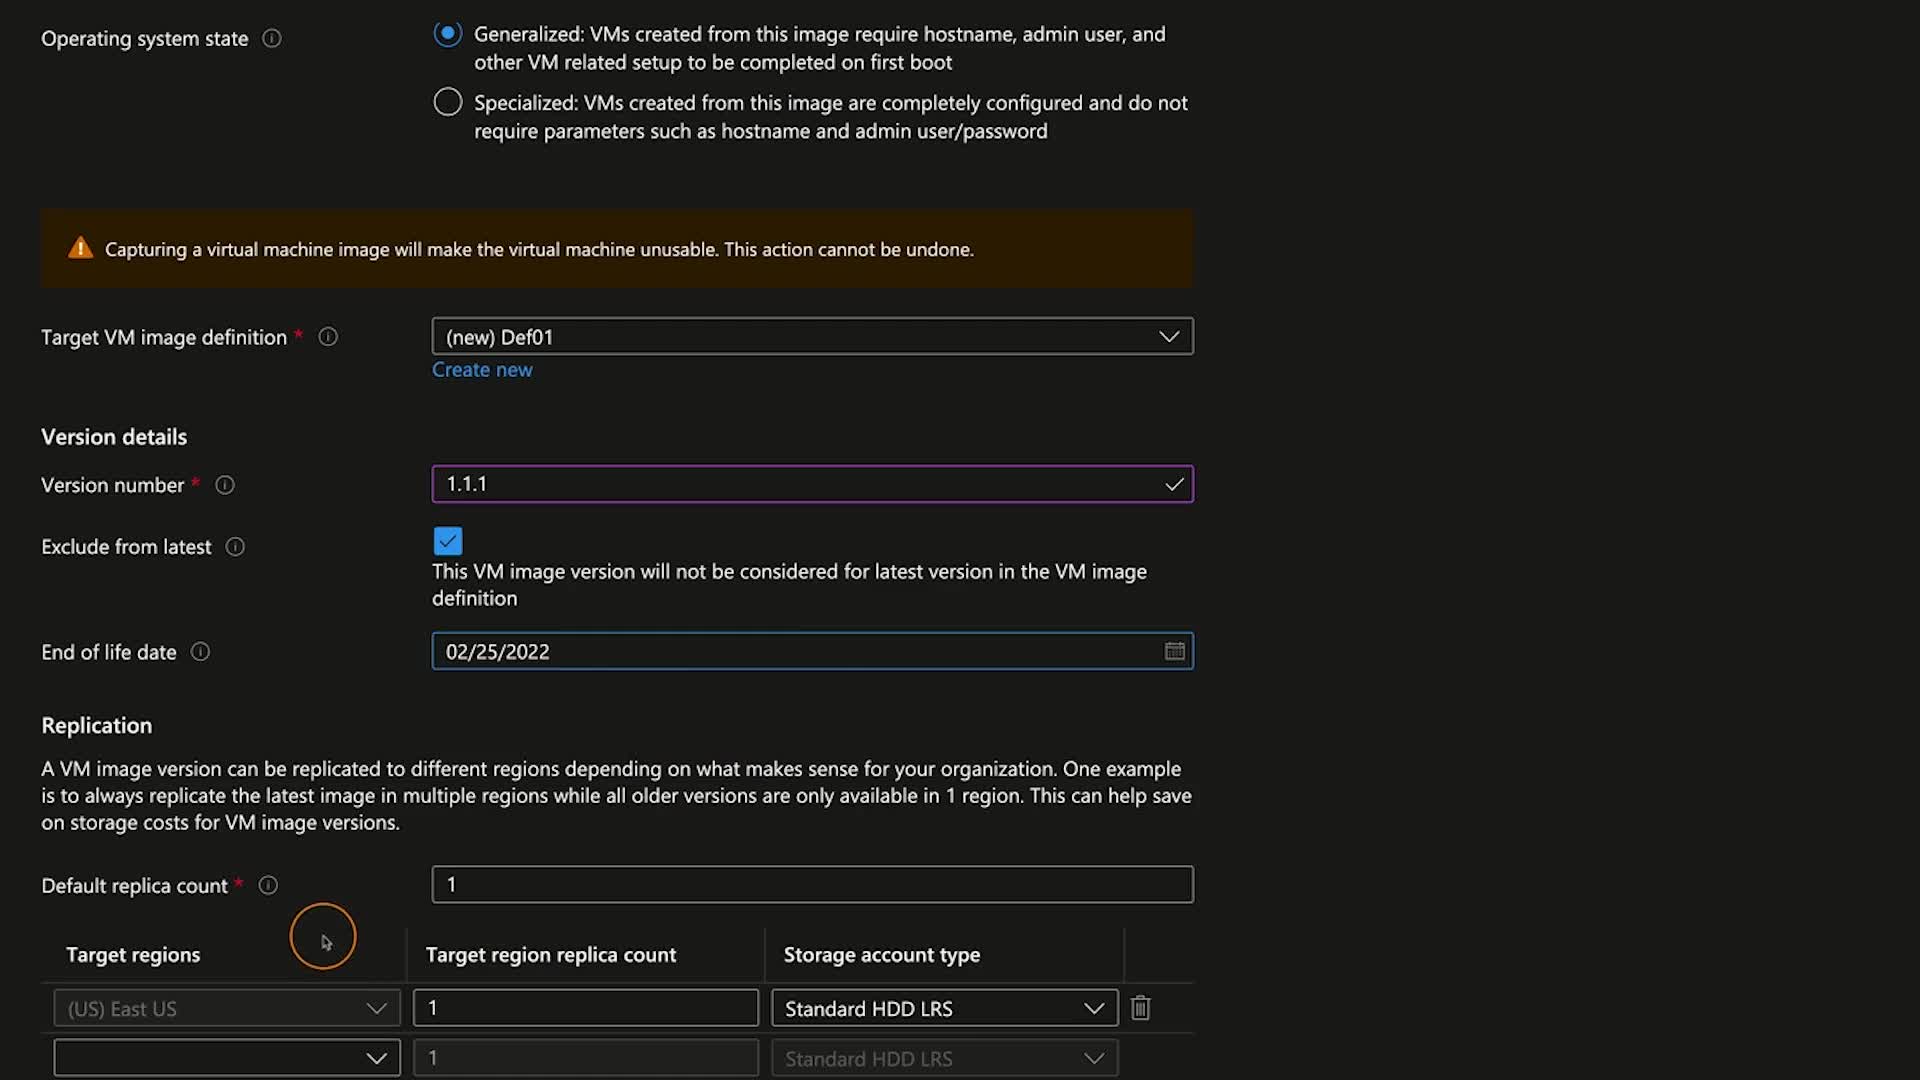 Operating system state
Generalized: VMs created from this image require hostname, admin user, and
other VM related setup to be completed on first boot
Specialized: VMs created from this image are completely configured and do not
require parameters such as hostname and admin user/password
Capturing a virtual machine image will make the virtual machine unusable. This action cannot be undone.
Target VM image definition *
(new) Def01
Create new
Version details
Version number *
1.1.1
Exclude from latest
This VM image version will not be considered for latest version in the VM image
definition
End of life date
02/25/2022
Replication
A VM image version can be replicated to different regions depending on what makes sense for your organization. One example
is to always replicate the latest image in multiple regions while all older versions are only available in 1 region. This can help save
on storage costs for VM image versions.
Default replica count *
1
Target regions Target region replica count Storage account type
(US) East US 1 Standard HDD LRS
1 Standard HDD LRS